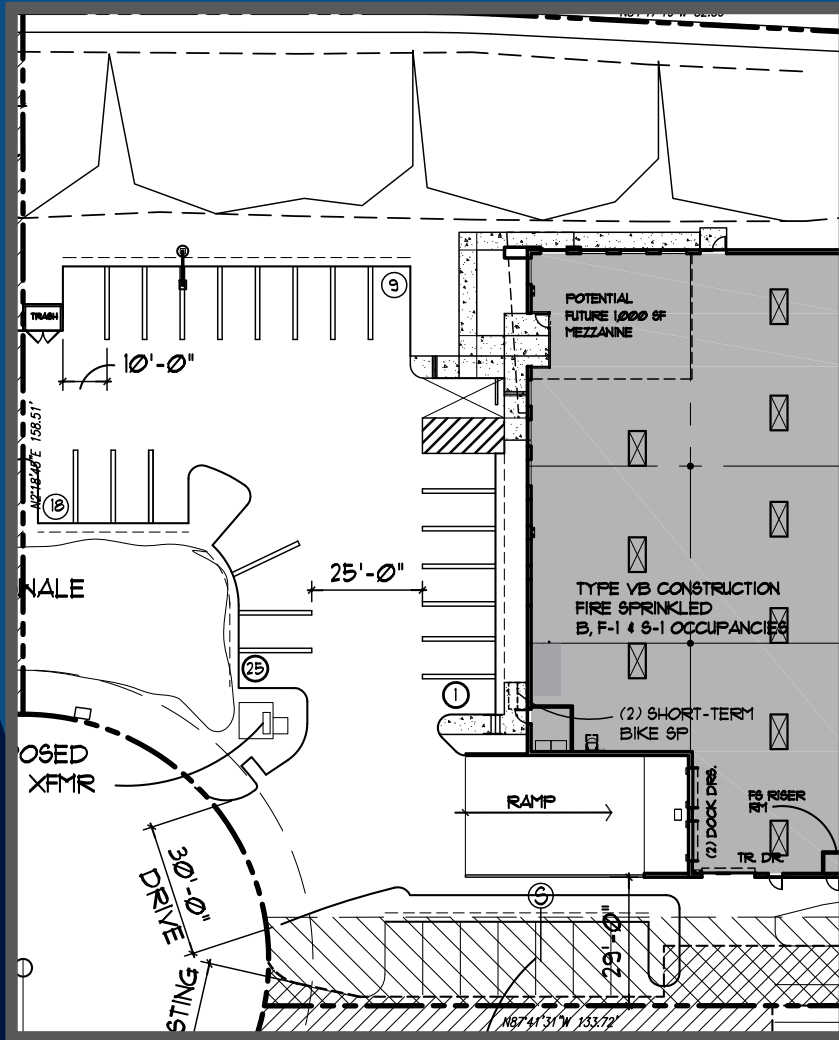 9
TRASH
POTENTIAL
FUTURE 1,000 SF
MEZZANINE
10'-0"
N2°18'48"E 158.51'
18
25'-0"
TYPE VB CONSTRUCTION
FIRE SPRINKLED
B, F-1 & S-1 OCCUPANCIES
25
1
(2) SHORT-TERM
BIKE SP
OSED
XFMR
RAMP
(2) DOCK DRS.
FS RISER
RM
TR. DR.
30'-0"
DRIVE
S
29'-0"
STING
N87°41'31"W 133.72'